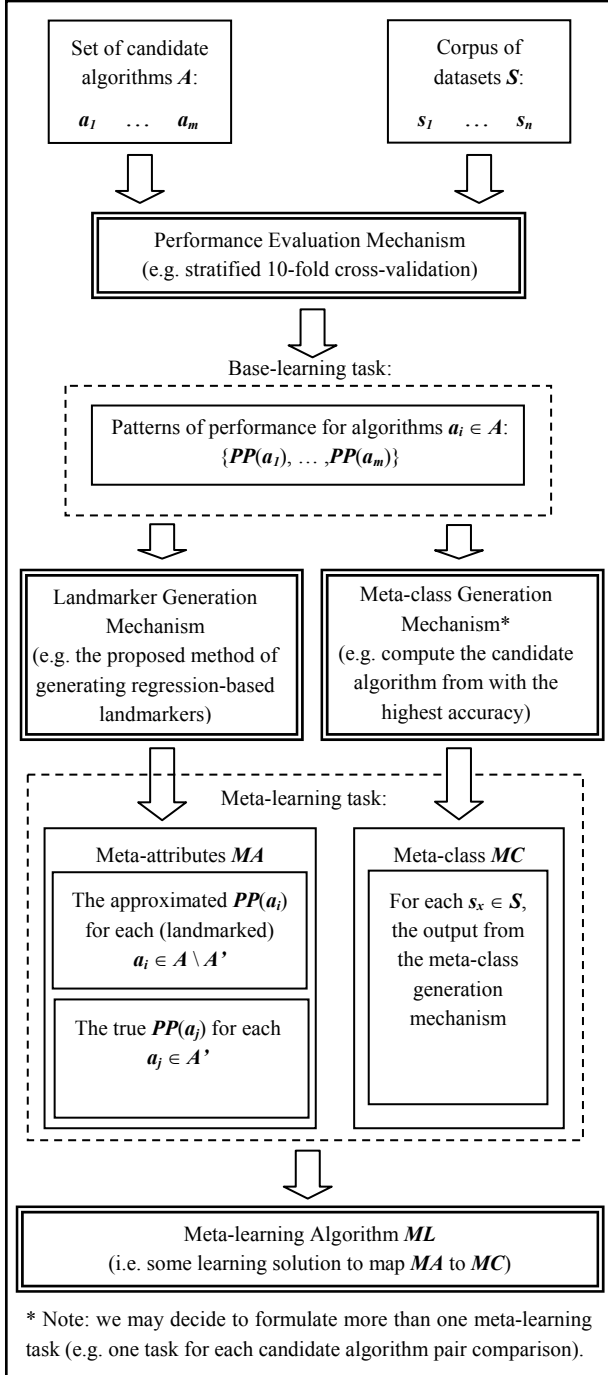 Set of candidate
algorithms A:
a1 … am
Corpus of
datasets S:
s1 … sn
Performance Evaluation Mechanism
(e.g. stratified 10-fold cross-validation)
Base-learning task:
Patterns of performance for algorithms ai ∈ A:
{PP(a1), … ,PP(am)}
Landmarker Generation
Mechanism
(e.g. the proposed method of
generating regression-based
landmarkers)
Meta-class Generation
Mechanism*
(e.g. compute the candidate
algorithm from with the
highest accuracy)
Meta-learning task:
Meta-attributes MA
The approximated PP(ai)
for each (landmarked)
ai ∈ A \ A’
The true PP(aj) for each
aj ∈ A’
Meta-class MC
For each sx ∈ S,
the output from
the meta-class
generation
mechanism
Meta-learning Algorithm ML
(i.e. some learning solution to map MA to MC)
* Note: we may decide to formulate more than one meta-learning
task (e.g. one task for each candidate algorithm pair comparison).